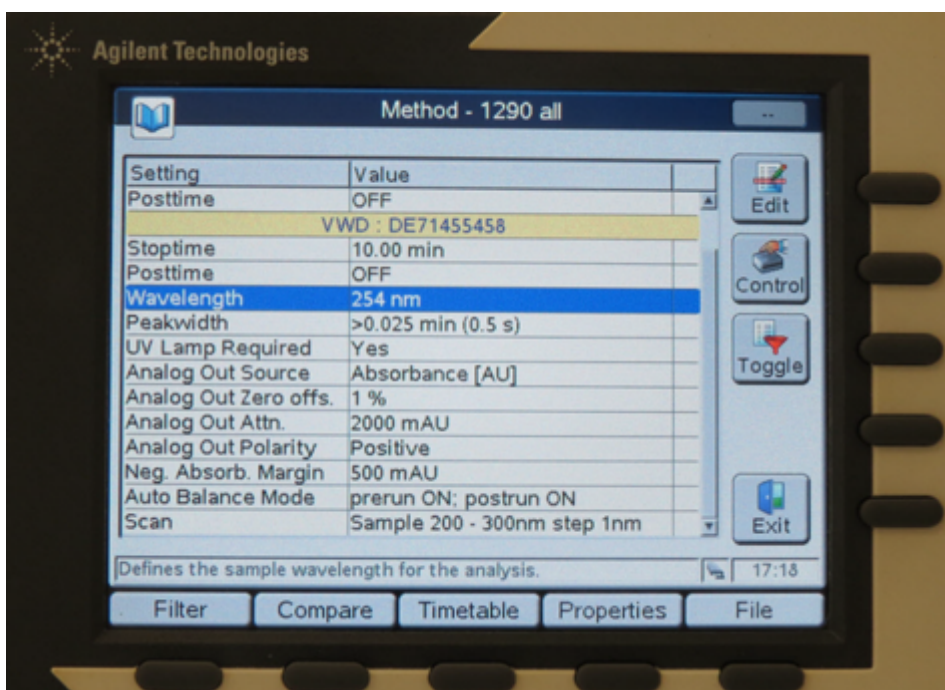 Agilent Technologies
Method - 1290 all
--
Setting Value
Posttime OFF
VWD : DE71455458
Stoptime 10.00 min
Posttime OFF
Wavelength 254 nm
Peakwidth >0.025 min (0.5 s)
UV Lamp Required Yes
Analog Out Source Absorbance [AU]
Analog Out Zero offs. 1 %
Analog Out Attn. 2000 mAU
Analog Out Polarity Positive
Neg. Absorb. Margin 500 mAU
Auto Balance Mode prerun ON; postrun ON
Scan Sample 200 - 300nm step 1nm
Edit
Control
Toggle
Exit
Defines the sample wavelength for the analysis.
17:18
Filter Compare Timetable Properties File